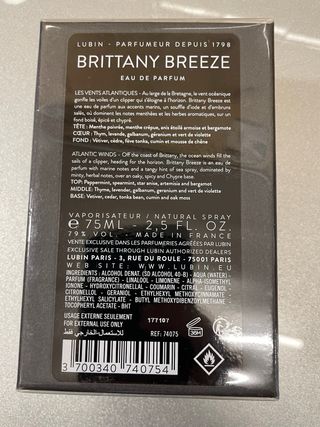 LUBIN - PARFUMEUR DEPUIS 1798
BRITTANY BREEZE
EAU DE PARFUM
LES VENTS ATLANTIQUES - Au large de la Bretagne, le vent océanique
gonfle les voiles d'un clipper qui s'éloigne à l'horizon. Brittany Breeze est
une eau de parfum aux accents marins, un souffle d'iode et d'embruns
salés, où dominent les notes menthées et les herbes aromatiques, sur un
fond boisé, épicé et chypré.
TÊTE : Menthe poivrée, menthe crépue, anis étoilé armoise et bergamote
CŒUR : Thym, lavande, galbanum, géranium et vert de violette
FOND : Vétiver, cèdre, fève tonka, cumin et mousse de chêne
ATLANTIC WINDS - Off the coast of Brittany, the ocean winds fill the
sails of a clipper, heading for the horizon. Brittany Breeze is an eau de
parfum with marine notes and a tangy hint of sea spray, dominated by
minty, herbal notes, over an oaky, spicy and Chypre base.
TOP: Peppermint, spearmint, star anise, artemisia and bergamot
MIDDLE: Thyme, lavender, galbanum, geranium and vert de violette
BASE: Vetiver, cedar, tonka bean, cumin and oak moss
VAPORISATEUR / NATURAL SPRAY
e 75ML - 2,5 FL. OZ.
79% VOL. - MADE IN FRANCE
VENTE EXCLUSIVE DANS LES PARFUMERIES AGRÉÉES PAR LUBIN
EXCLUSIVE SALE THROUGH LUBIN AUTHORIZED DEALERS
LUBIN PARIS - 3, RUE DU ROULE - 75001 PARIS
WEB SITE - WWW.LUBIN.EU
INGREDIENTS : ALCOHOL DENAT. (SD ALCOHOL 40-B) - AQUA (WATER) -
PARFUM (FRAGRANCE) - LINALOOL - LIMONENE - ALPHA-ISOMETHYL
IONONE - HYDROXYCITRONELLAL - COUMARIN - CITRAL - EUGENOL -
CITRONELLOL - GERANIOL - ETHYLHEXYL METHOXYCINNAMATE
ETHYLHEXYL SALICYLATE - BUTYL METHOXYDIBENZOYLMETHANE
TOCOPHERYL ACETATE - BHT
USAGE EXTERNE SEULEMENT
FOR EXTERNAL USE ONLY
للاستعمال الخارجي فقط
177107
REF: 74075
36M
3 700340 740754